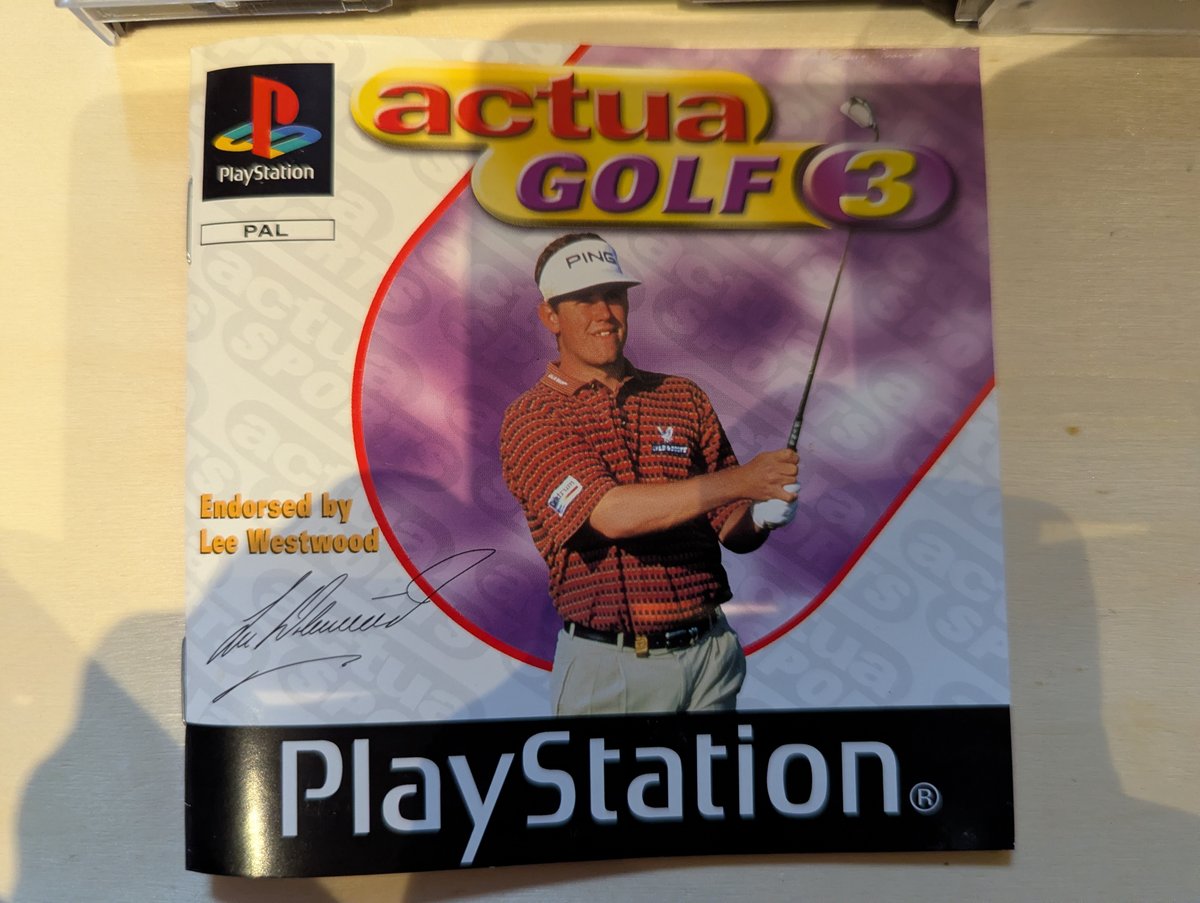 PlayStation
PAL
actua
GOLF 3
PING
Endorsed by
Lee Westwood
PlayStation®